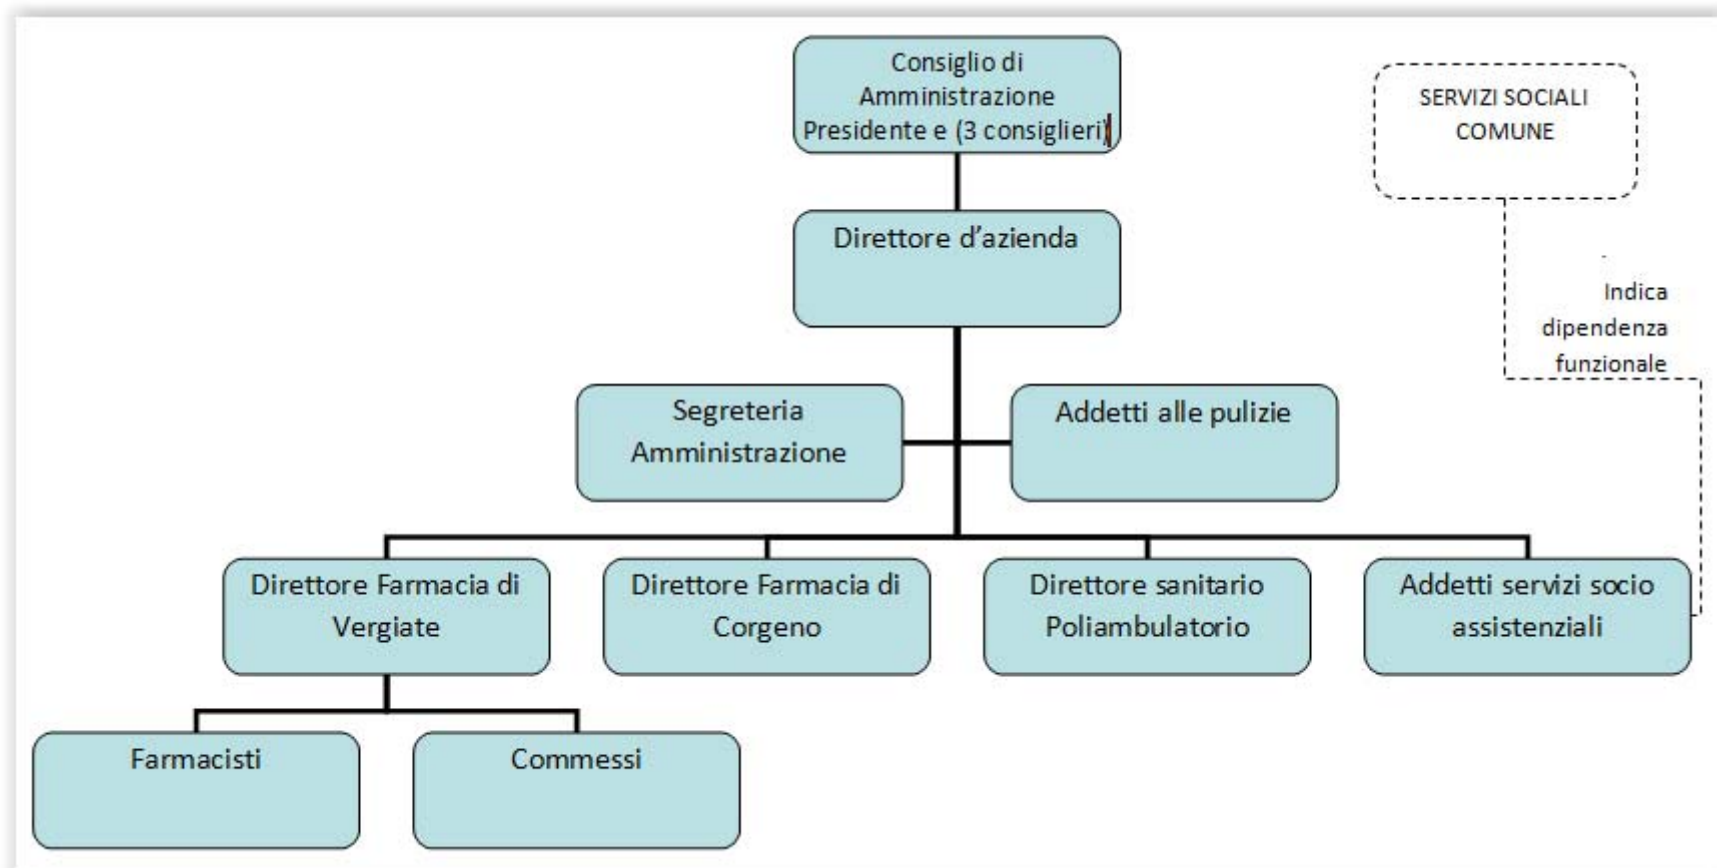 Consiglio di
Amministrazione
Presidente e (3 consiglieri)
SERVIZI SOCIALI
COMUNE
Direttore d’azienda
-
Indica
dipendenza
funzionale
Segreteria
Amministrazione
Addetti alle pulizie
Direttore Farmacia di
Vergiate
Direttore Farmacia di
Corgeno
Direttore sanitario
Poliambulatorio
Addetti servizi socio
assistenziali
Farmacisti
Commessi